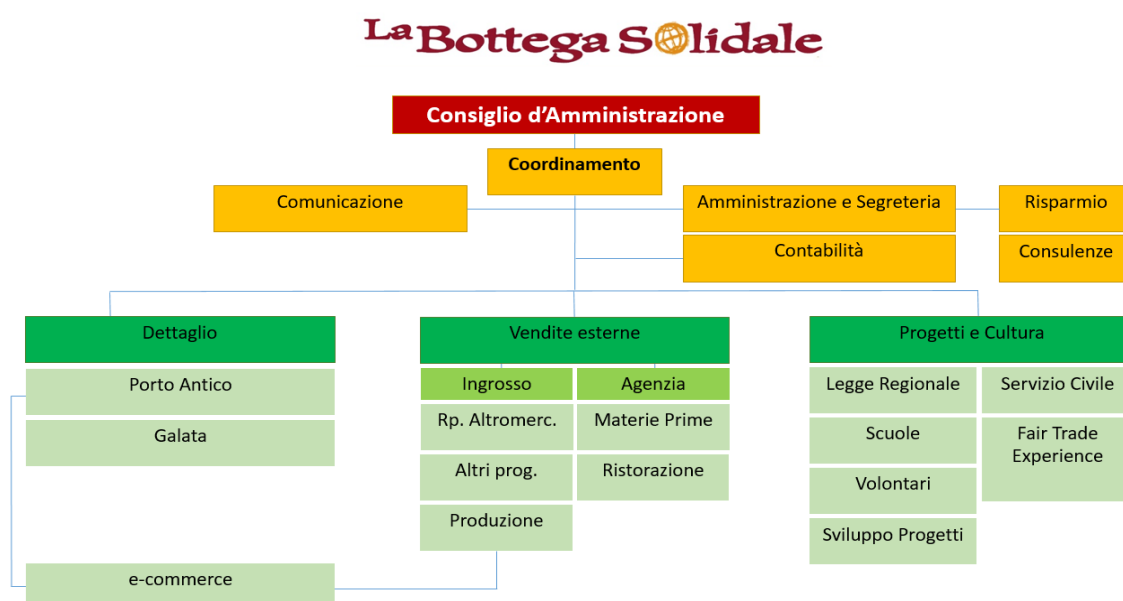 La Bottega Solidale
Consiglio d'Amministrazione
Coordinamento
Comunicazione
Amministrazione e Segreteria
Risparmio
Contabilità
Consulenze
Dettaglio
Porto Antico
Galata
e-commerce
Vendite esterne
Ingrosso
Rp. Altromerc.
Altri prog.
Produzione
Agenzia
Materie Prime
Ristorazione
Progetti e Cultura
Legge Regionale
Scuole
Volontari
Sviluppo Progetti
Servizio Civile
Fair Trade
Experience